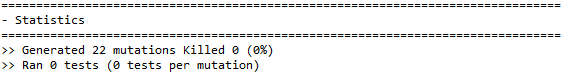 ================================================================================
- Statistics
================================================================================
>> Generated 22 mutations Killed 0 (0%)
>> Ran 0 tests (0 tests per mutation)